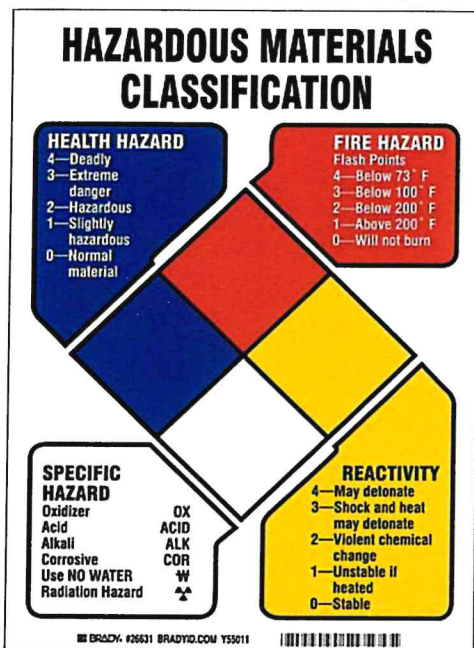 HAZARDOUS MATERIALS
CLASSIFICATION
HEALTH HAZARD
4—Deadly
3—Extreme
danger
2—Hazardous
1—Slightly
hazardous
0—Normal
material
FIRE HAZARD
Flash Points
4—Below 73° F
3—Below 100° F
2—Below 200° F
1—Above 200° F
0—Will not burn
SPECIFIC
HAZARD
Oxidizer OX
Acid ACID
Alkali ALK
Corrosive COR
Use NO WATER W
Radiation Hazard ☢
REACTIVITY
4—May detonate
3—Shock and heat
may detonate
2—Violent chemical
change
1—Unstable if
heated
0—Stable
BRADY. #26631 BRADYID.COM Y55011